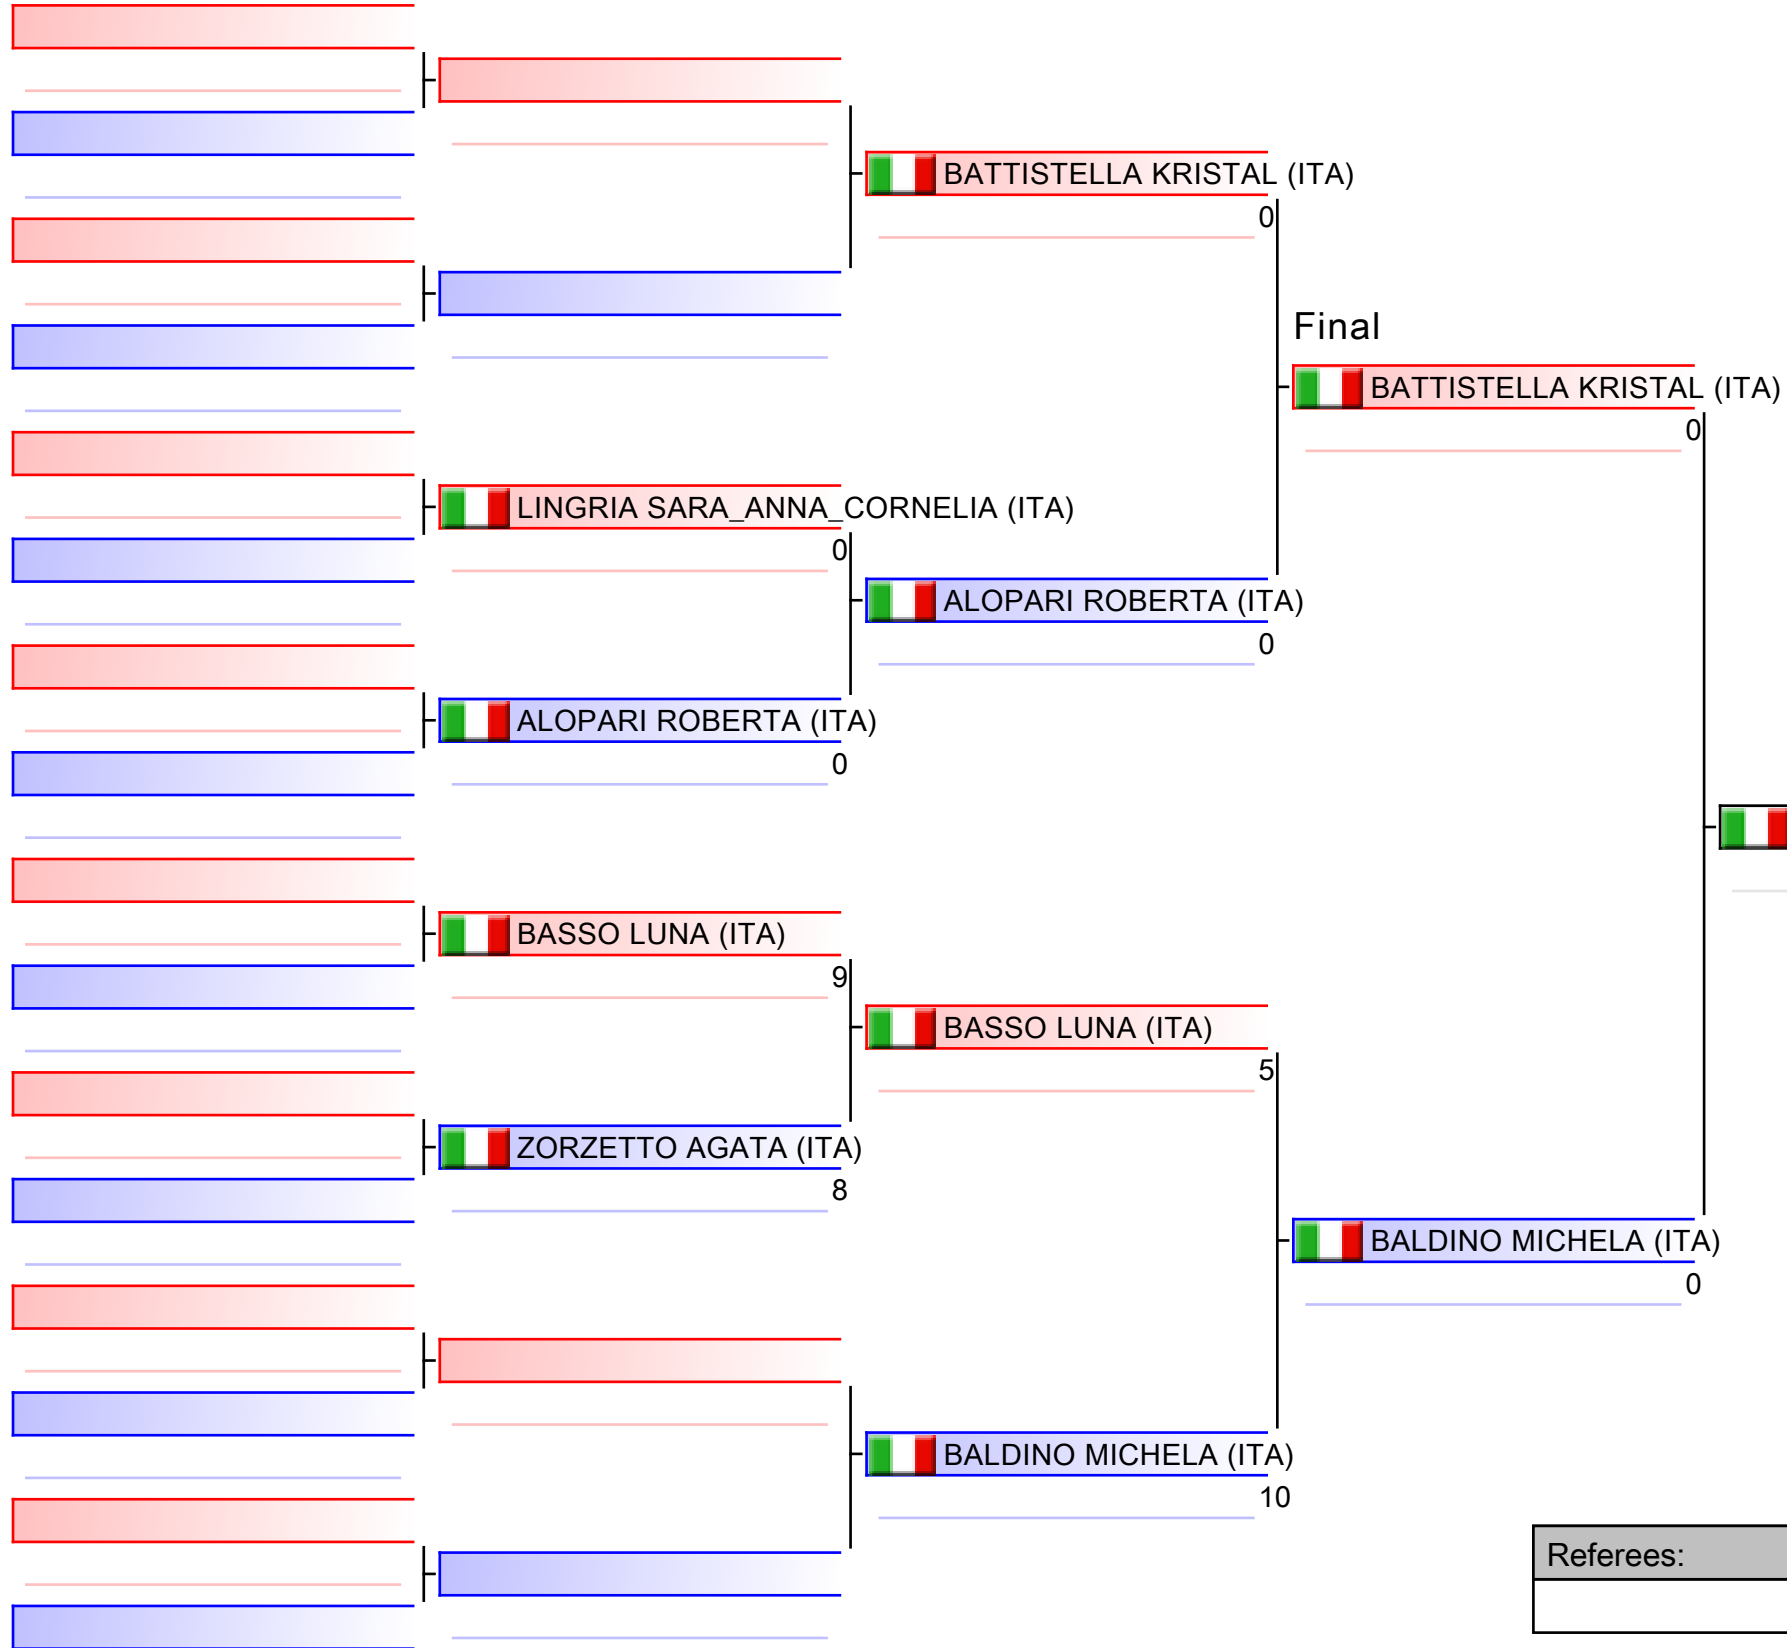 BATTISTELLA KRISTAL (ITA)
0
Final
BATTISTELLA KRISTAL (ITA)
0
LINGRIA SARA_ANNA_CORNELIA (ITA)
0
ALOPARI ROBERTA (ITA)
0
ALOPARI ROBERTA (ITA)
0
BASSO LUNA (ITA)
9
BASSO LUNA (ITA)
5
ZORZETTO AGATA (ITA)
8
BALDINO MICHELA (ITA)
0
BALDINO MICHELA (ITA)
10
Referees: